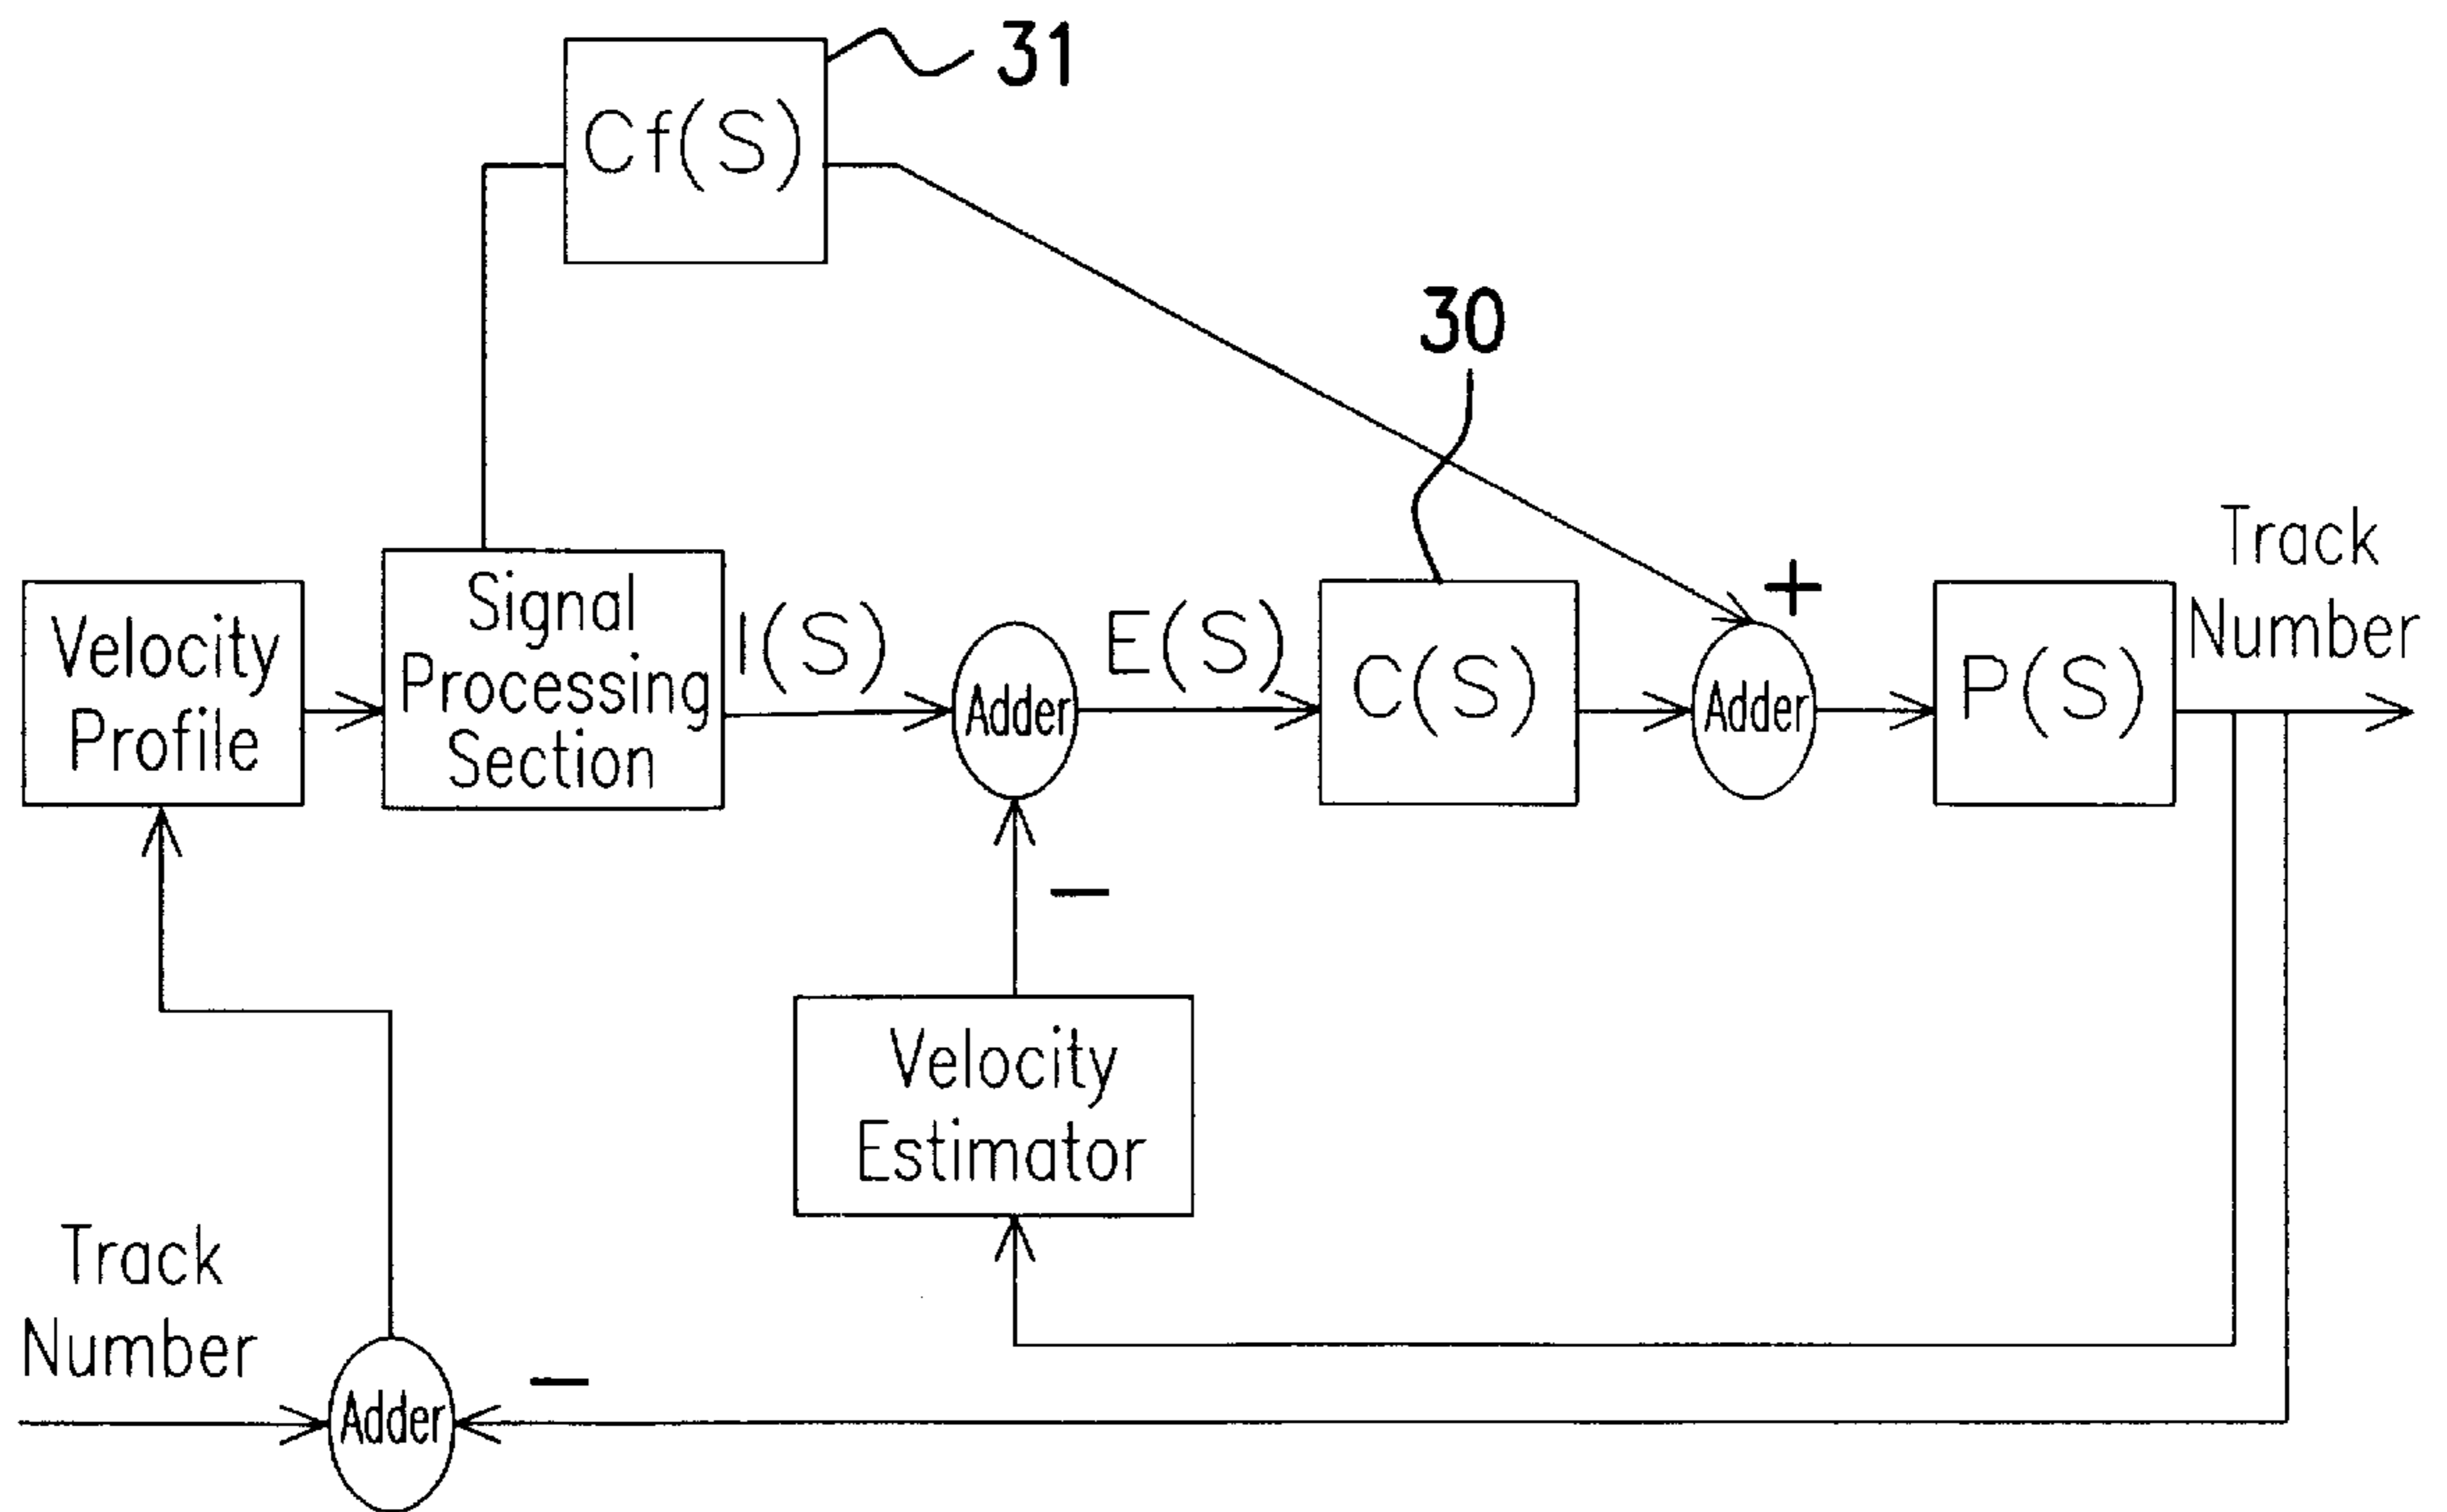 31
Cf(S)
30
Track
Number
+
Velocity
Profile
Signal
Processing
Section
I(S)
Adder
E(S)
C(S)
Adder
P(S)
−
Velocity
Estimator
Track
Number
−
Adder